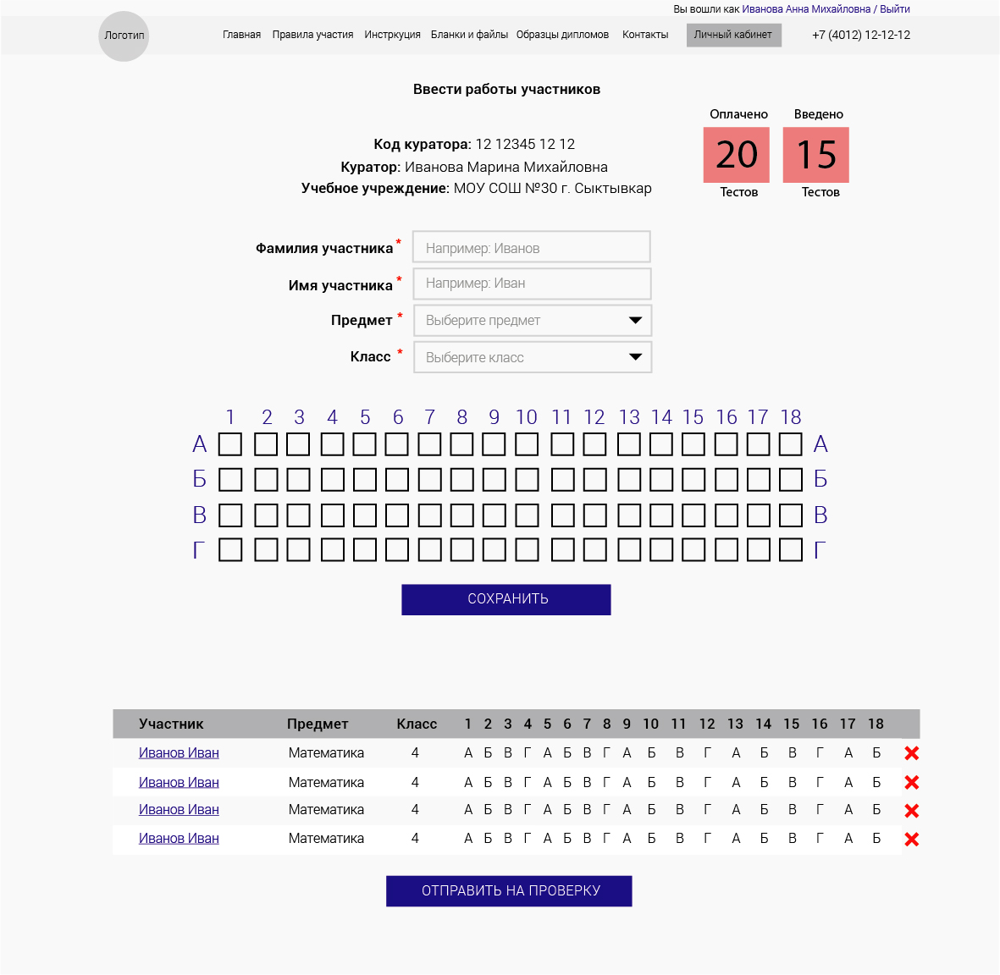 Вы вошли как Иванова Анна Михайловна / Выйти
Логотип
Главная Правила участия Инстркуция Бланки и файлы Образцы дипломов Контакты Личный кабинет +7 (4012) 12-12-12
Ввести работы участников
Оплачено Введено
20 15
Тестов Тестов
Код куратора: 12 12345 12 12
Куратор: Иванова Марина Михайловна
Учебное учреждение: МОУ СОШ №30 г. Сыктывкар
Фамилия участника * Например: Иванов
Имя участника * Например: Иван
Предмет * Выберите предмет
Класс * Выберите класс
1 2 3 4 5 6 7 8 9 10 11 12 13 14 15 16 17 18
А А
Б Б
В В
Г Г
СОХРАНИТЬ
Участник Предмет Класс 1 2 3 4 5 6 7 8 9 10 11 12 13 14 15 16 17 18
Иванов Иван Математика 4 А Б В Г А Б В Г А Б В Г А Б В Г А Б
Иванов Иван Математика 4 А Б В Г А Б В Г А Б В Г А Б В Г А Б
Иванов Иван Математика 4 А Б В Г А Б В Г А Б В Г А Б В Г А Б
Иванов Иван Математика 4 А Б В Г А Б В Г А Б В Г А Б В Г А Б
ОТПРАВИТЬ НА ПРОВЕРКУ